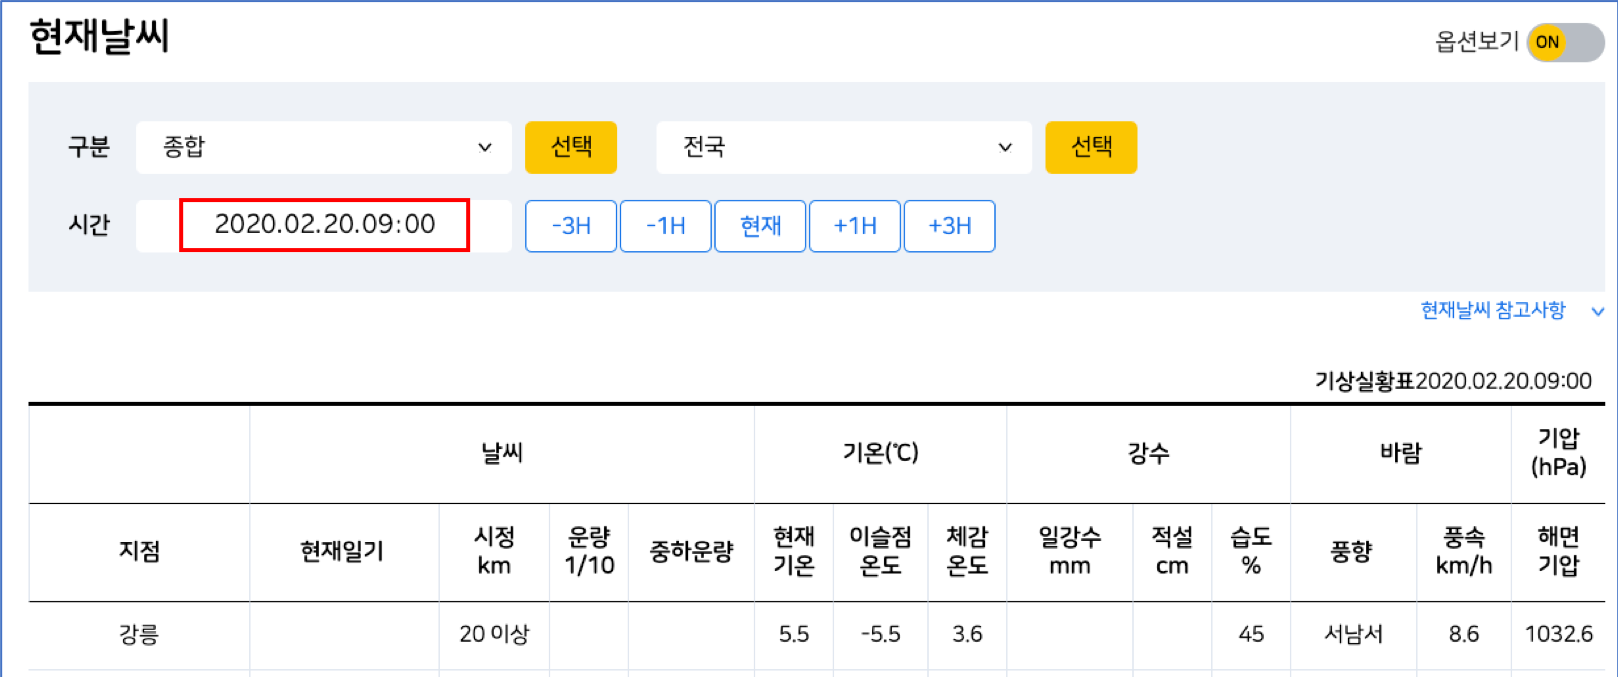 현재날씨
옵션보기 ON
구분 종합 선택 전국 선택
시간 2020.02.20.09:00 -3H -1H 현재 +1H +3H
현재날씨 참고사항
기상실황표2020.02.20.09:00
날씨 기온(℃) 강수 바람 기압
(hPa)
지점 현재일기 시정
km 운량
1/10 중하운량 현재
기온 이슬점
온도 체감
온도 일강수
mm 적설
cm 습도
% 풍향 풍속
km/h 해면
기압
강릉 20 이상 5.5 -5.5 3.6 45 서남서 8.6 1032.6